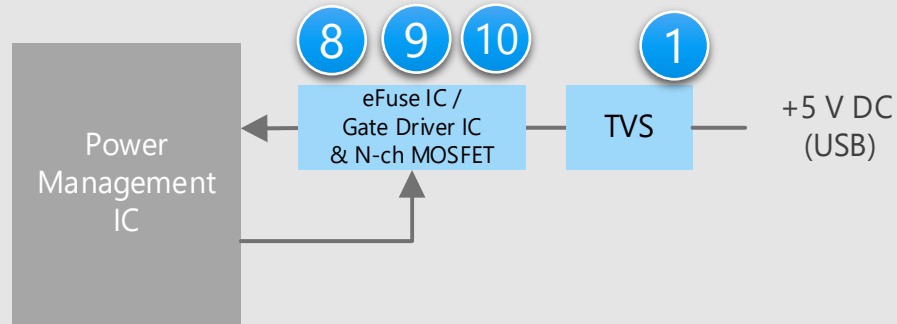 8 9 10 1
eFuse IC /
Gate Driver IC
& N-ch MOSFET
TVS
+5 V DC
(USB)
Power
Management
IC